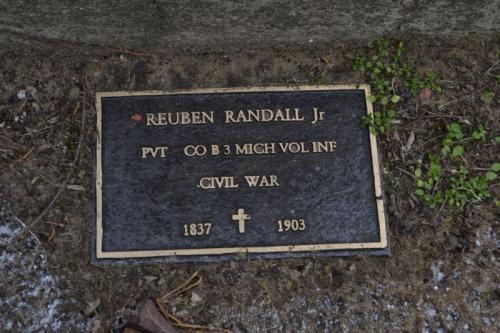 REUBEN RANDALL Jr
PVT CO B 3 MICH VOL INF
CIVIL WAR
1837 1903